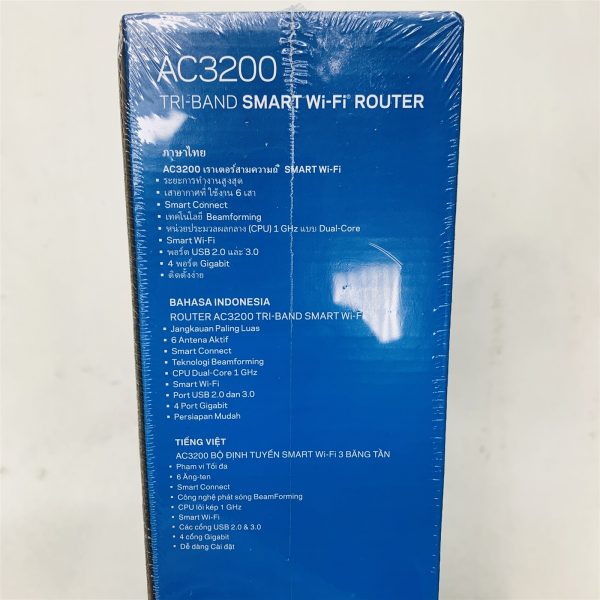 AC3200
TRI-BAND SMART Wi-Fi® ROUTER
ภาษาไทย
AC3200 เราเตอร์สามความถี่ SMART Wi-Fi
• ระยะการทำงานสูงสุด
• เสาอากาศที่ใช้งาน 6 เสา
• Smart Connect
• เทคโนโลยี Beamforming
• หน่วยประมวลผลกลาง (CPU) 1 GHz แบบ Dual-Core
• Smart Wi-Fi
• พอร์ต USB 2.0 และ 3.0
• 4 พอร์ต Gigabit
• ติดตั้งง่าย
BAHASA INDONESIA
ROUTER AC3200 TRI-BAND SMART Wi-Fi
• Jangkauan Paling Luas
• 6 Antena Aktif
• Smart Connect
• Teknologi Beamforming
• CPU Dual-Core 1 GHz
• Smart Wi-Fi
• Port USB 2.0 dan 3.0
• 4 Port Gigabit
• Persiapan Mudah
TIẾNG VIỆT
AC3200 BỘ ĐỊNH TUYẾN SMART Wi-Fi 3 BĂNG TẦN
• Phạm vi Tối đa
• 6 Ăng-ten
• Smart Connect
• Công nghệ phát sóng BeamForming
• CPU lõi kép 1 GHz
• Smart Wi-Fi
• Các cổng USB 2.0 & 3.0
• 4 cổng Gigabit
• Dễ dàng Cài đặt